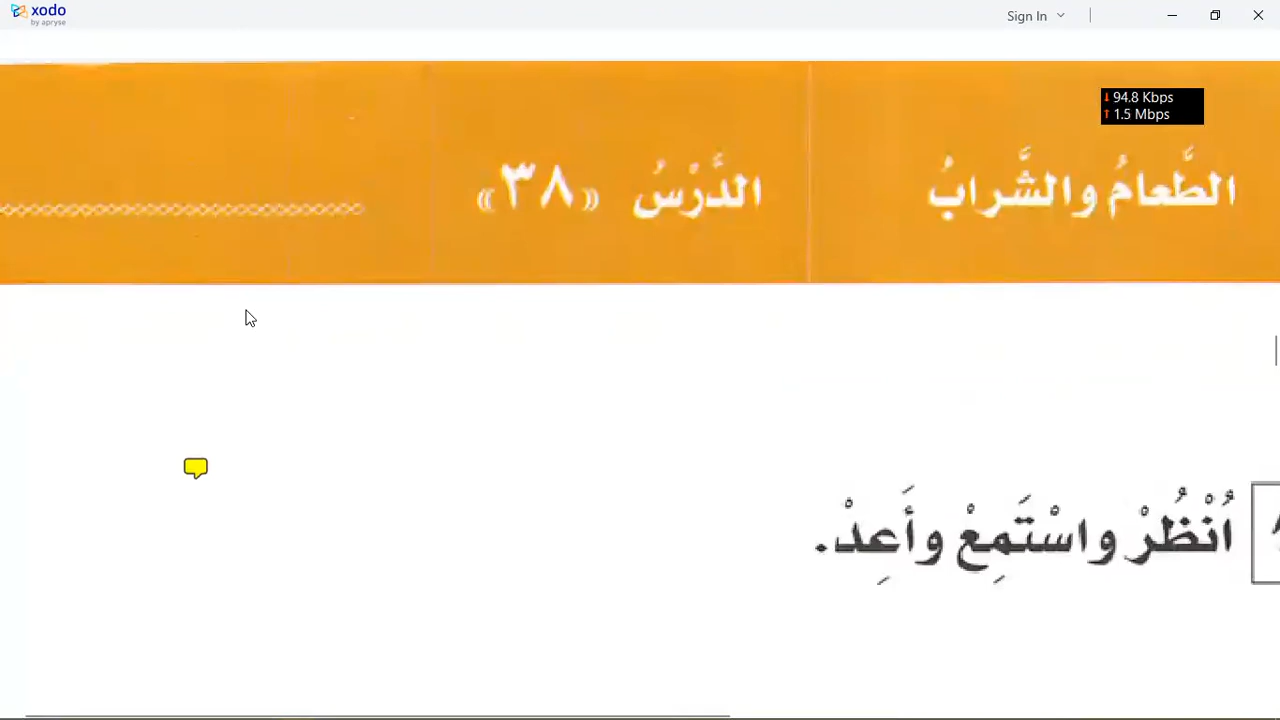 xodo
by apryse
Sign In
↓ 94.8 Kbps
↑ 1.5 Mbps
الطَّعامُ والشَّرابُ
الدَّرْسُ «٣٨»
اُنْظُرْ واسْتَمِعْ وأَعِدْ.